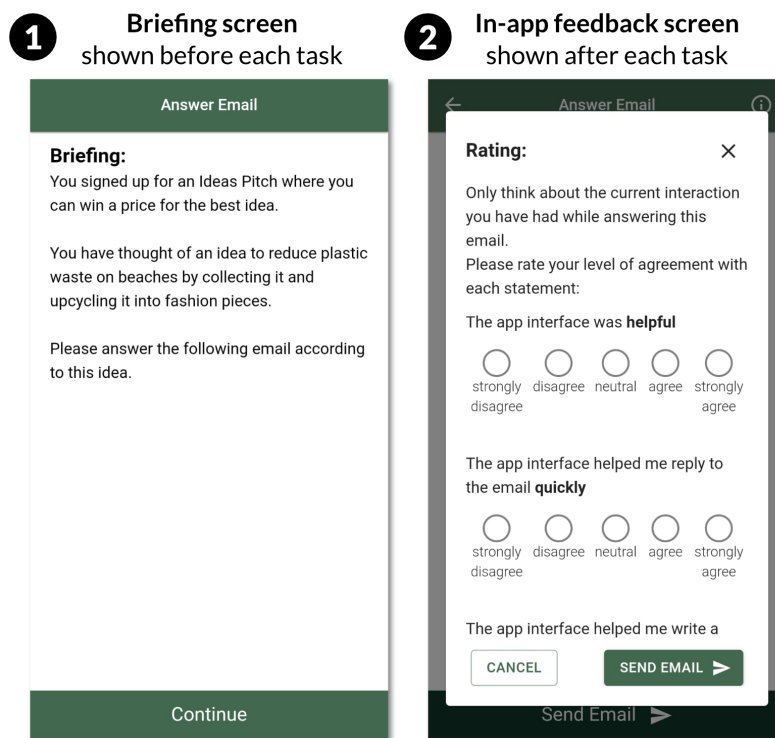 1
Briefing screen
shown before each task
Answer Email
Briefing:
You signed up for an Ideas Pitch where you
can win a price for the best idea.
You have thought of an idea to reduce plastic
waste on beaches by collecting it and
upcycling it into fashion pieces.
Please answer the following email according
to this idea.
Continue
2
In-app feedback screen
shown after each task
Answer Email
Rating:
Only think about the current interaction
you have had while answering this
email.
Please rate your level of agreement with
each statement:
The app interface was helpful
strongly disagree neutral agree strongly
disagree agree
The app interface helped me reply to
the email quickly
strongly disagree neutral agree strongly
disagree agree
The app interface helped me write a
CANCEL SEND EMAIL
Send Email